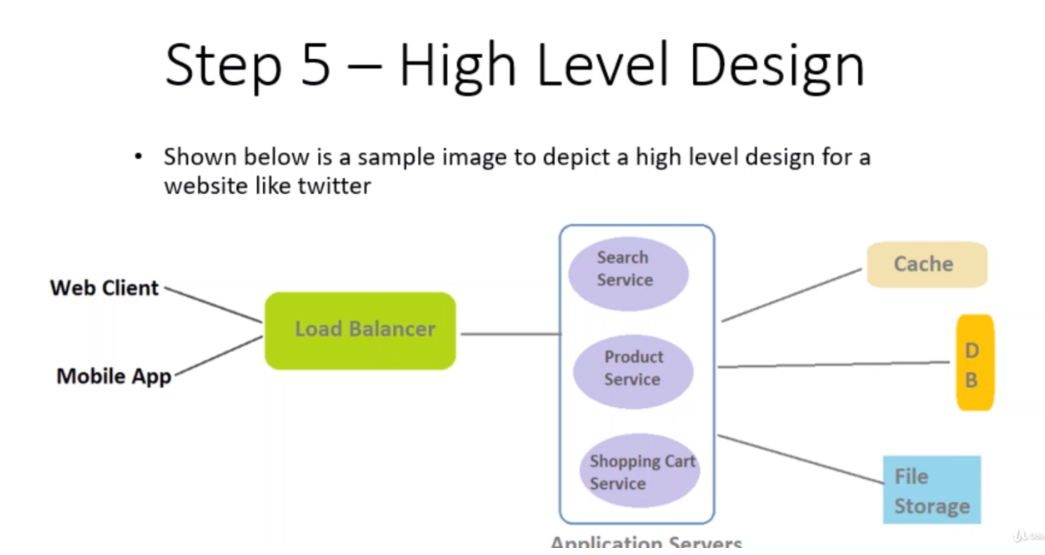 Step 5 – High Level Design
• Shown below is a sample image to depict a high level design for a
website like twitter
Web Client
Mobile App
Load Balancer
Search
Service
Product
Service
Shopping Cart
Service
Application Servers
Cache
D
B
File
Storage